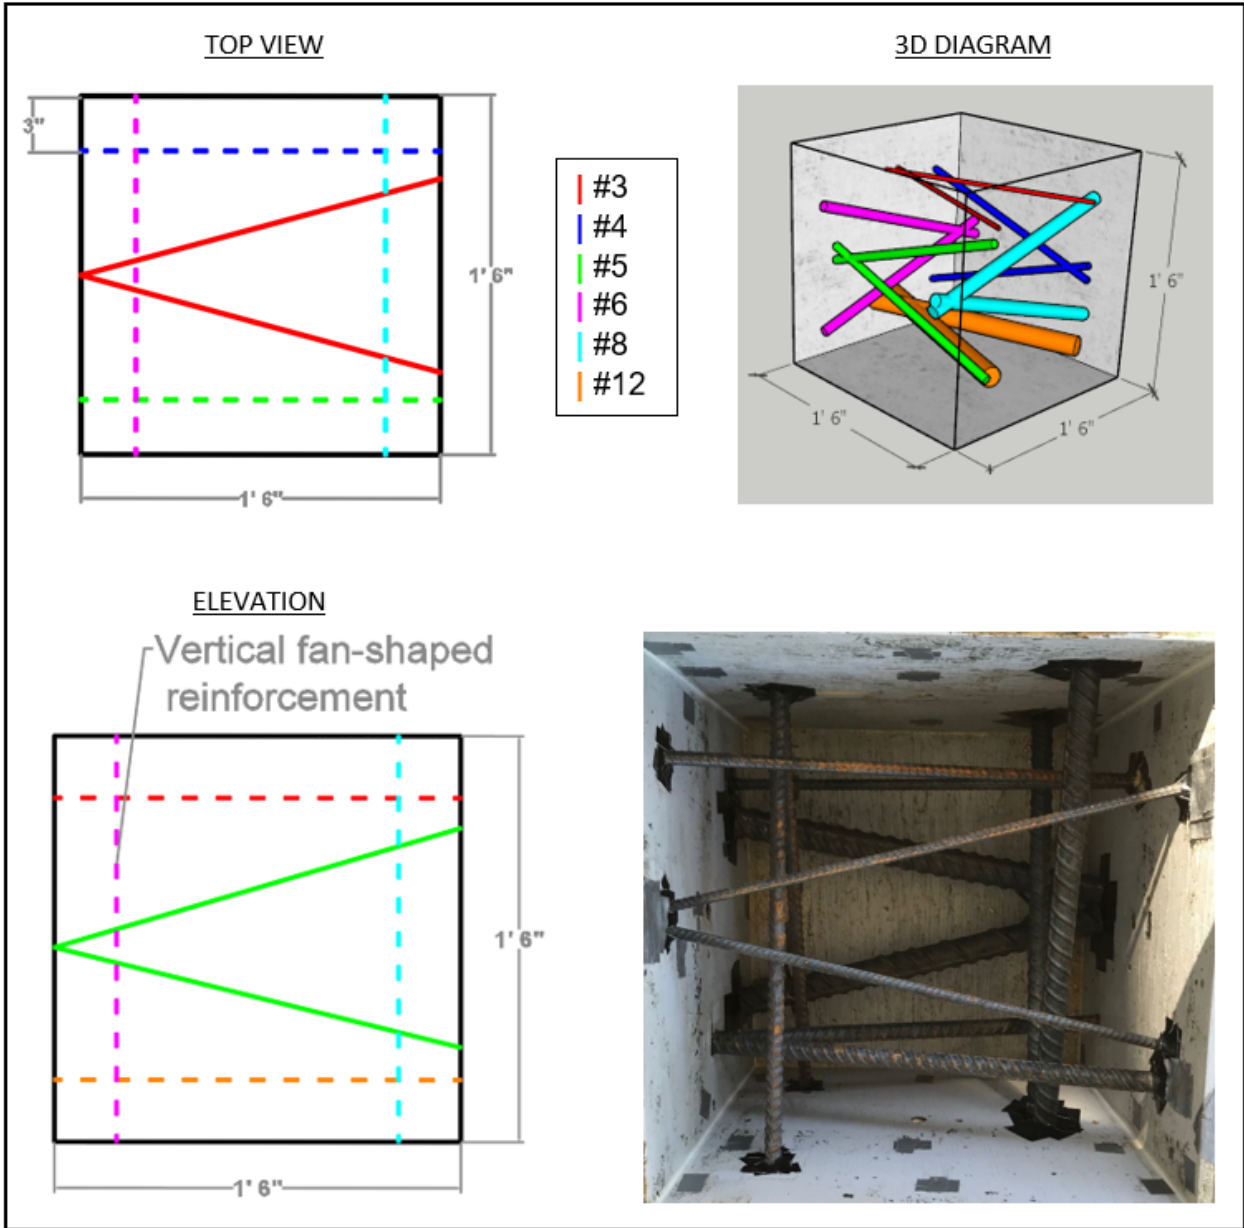 TOP VIEW
3D DIAGRAM
3"
#3
#4
#5
#6
#8
#12
1' 6"
1' 6"
1' 6"
1' 6"
1' 6"
ELEVATION
Vertical fan-shaped
reinforcement
1' 6"
1' 6"